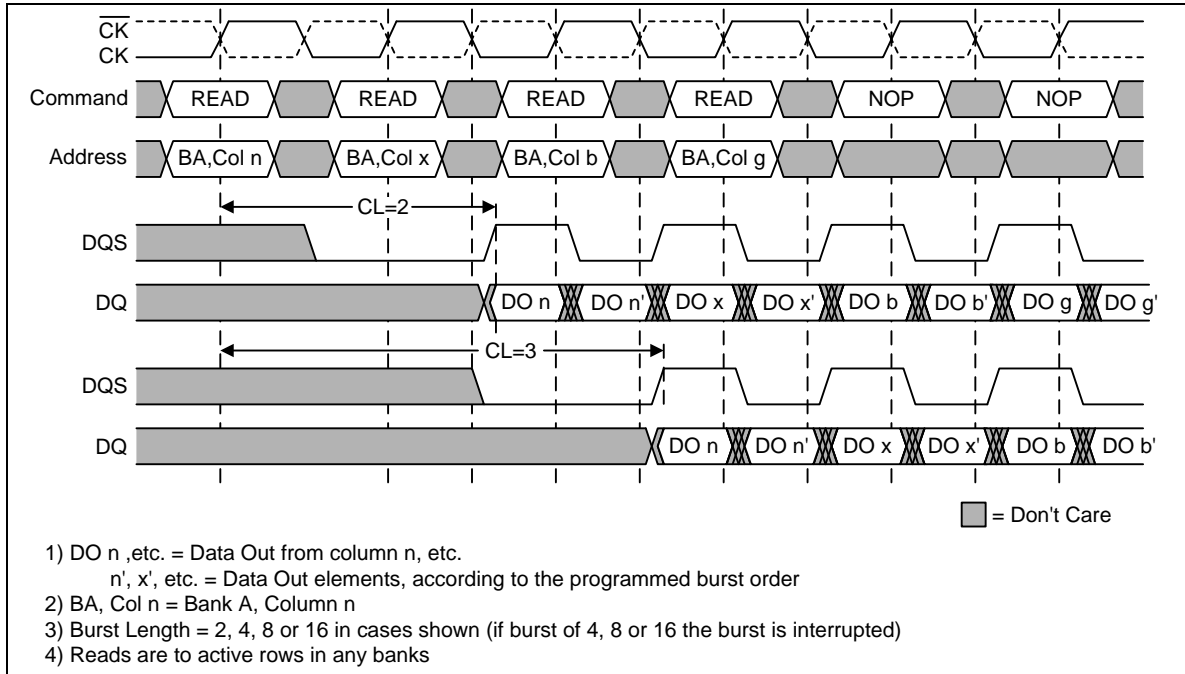 CK
CK
Command READ READ READ READ NOP NOP
Address BA,Col n BA,Col x BA,Col b BA,Col g
CL=2
DQS
DQ DO n DO n' DO x DO x' DO b DO b' DO g DO g'
CL=3
DQS
DQ DO n DO n' DO x DO x' DO b DO b'
= Don't Care
1) DO n ,etc. = Data Out from column n, etc.
n', x', etc. = Data Out elements, according to the programmed burst order
2) BA, Col n = Bank A, Column n
3) Burst Length = 2, 4, 8 or 16 in cases shown (if burst of 4, 8 or 16 the burst is interrupted)
4) Reads are to active rows in any banks